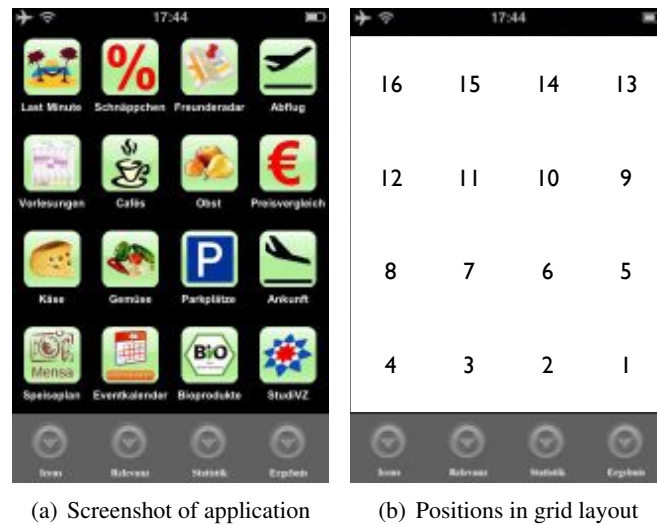 17:44
17:44
Last Minute Schnäppchen Freunderadar Abflug
16 15 14 13
Vorlesungen Cafés Obst Preisvergleich
12 11 10 9
Käse Gemüse Parkplätze Ankunft
8 7 6 5
Mensa BIO
Speiseplan Eventkalender Bioprodukte StudiVZ
4 3 2 1
Icons Relevanz Statistik Ergebnis
Icons Relevanz Statistik Ergebnis
(a) Screenshot of application
(b) Positions in grid layout